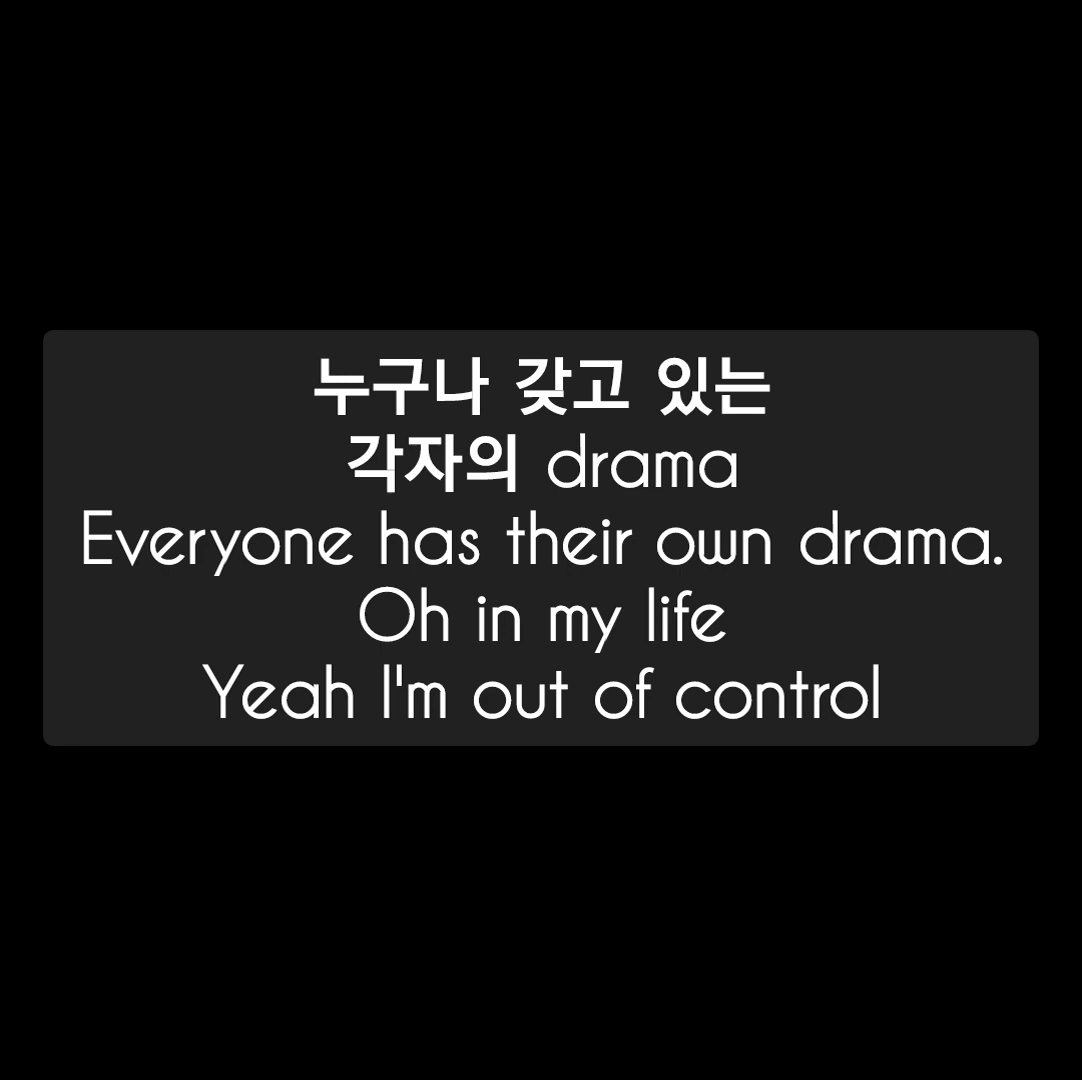 누구나 갖고 있는
각자의 drama
Everyone has their own drama.
Oh in my life
Yeah I'm out of control